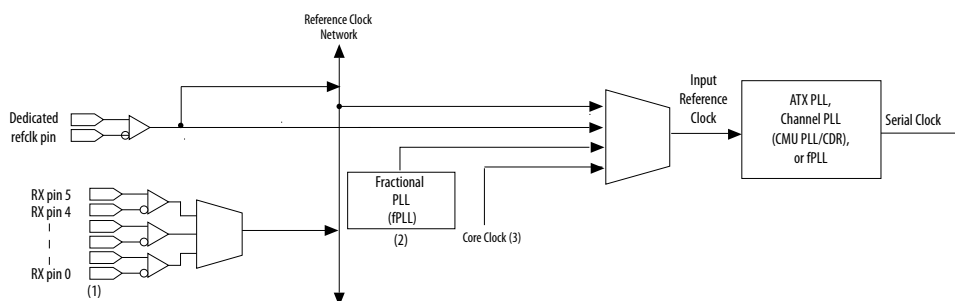 Reference Clock
Network
Dedicated
refclk pin
Input
Reference
Clock
ATX PLL,
Channel PLL
(CMU PLL/CDR),
or fPLL
Serial Clock
Fractional
PLL
(fPLL)
(2)
Core Clock (3)
RX pin 5
RX pin 4
RX pin 0
(1)